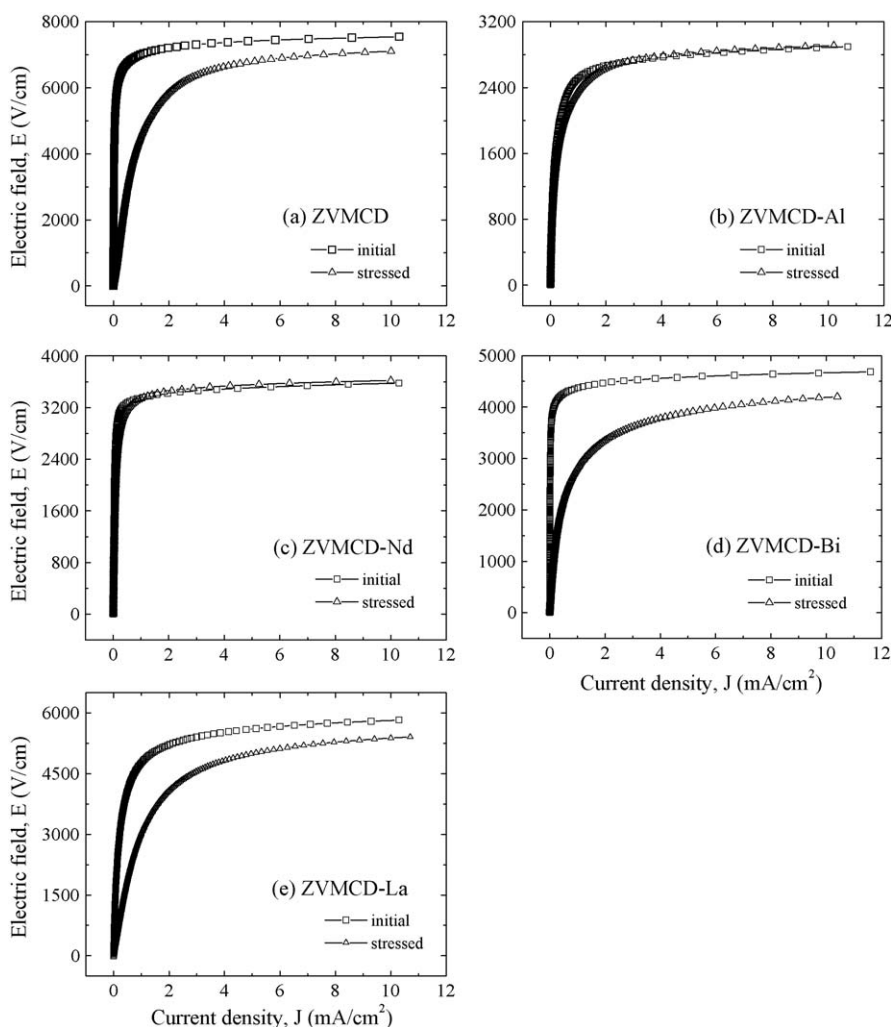 Electric field, E (V/cm)
8000
6000
4000
2000
0
0 2 4 6 8 10 12
(a) ZVMCD
initial
stressed
3200
2400
1600
800
0
0 2 4 6 8 10 12
(b) ZVMCD-Al
initial
stressed
Electric field, E (V/cm)
4000
3200
2400
1600
800
0
0 2 4 6 8 10 12
(c) ZVMCD-Nd
initial
stressed
5000
4000
3000
2000
1000
0
0 2 4 6 8 10 12
(d) ZVMCD-Bi
initial
stressed
Current density, J (mA/cm²)
Electric field, E (V/cm)
6000
4500
3000
1500
0
0 2 4 6 8 10 12
(e) ZVMCD-La
initial
stressed
Current density, J (mA/cm²)